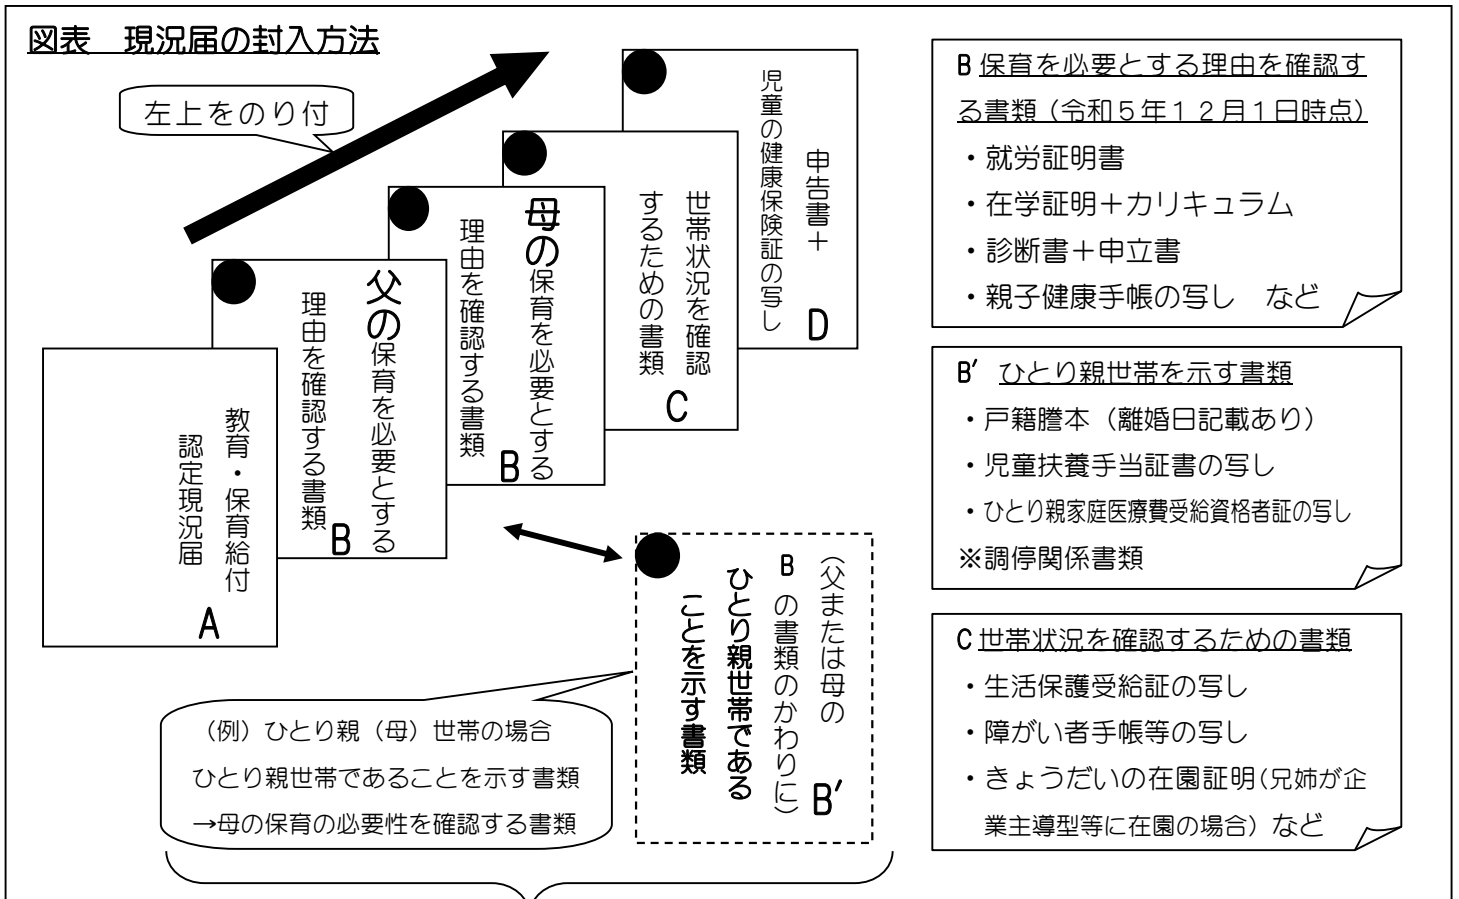 図表　現況届の封入方法
左上をのり付
教育・保育給付
認定現況届
A
父の保育を必要とする
理由を確認する書類
B
母の保育を必要とする
理由を確認する書類
B
世帯状況を確認
するための書類
C
申告書＋
児童の健康保険証の写し
D
（父または母の
Bの書類のかわりに）
ひとり親世帯である
ことを示す書類
B′
（例）ひとり親（母）世帯の場合
ひとり親世帯であることを示す書類
→母の保育の必要性を確認する書類
B 保育を必要とする理由を確認す
る書類（令和５年１２月１日時点）
・就労証明書
・在学証明＋カリキュラム
・診断書＋申立書
・親子健康手帳の写し　など
B′　ひとり親世帯を示す書類
・戸籍謄本（離婚日記載あり）
・児童扶養手当証書の写し
・ひとり親家庭医療費受給資格者証の写し
※調停関係書類
C 世帯状況を確認するための書類
・生活保護受給証の写し
・障がい者手帳等の写し
・きょうだいの在園証明（兄姉が企
業主導型等に在園の場合）など